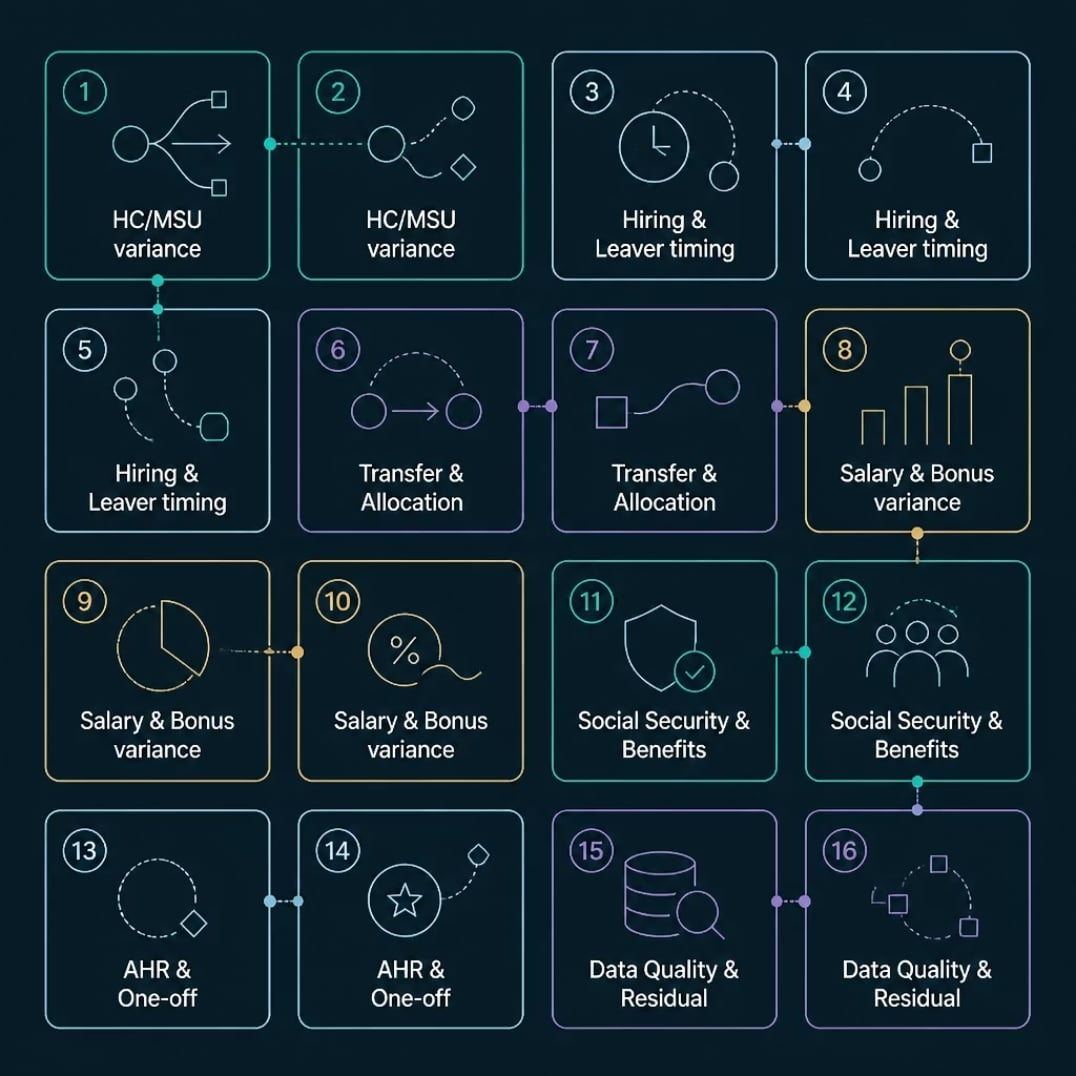 1
HC/MSU
variance
2
HC/MSU
variance
3
Hiring &
Leaver timing
4
Hiring &
Leaver timing
5
Hiring &
Leaver timing
6
Transfer &
Allocation
7
Transfer &
Allocation
8
Salary & Bonus
variance
9
Salary & Bonus
variance
10
%
Salary & Bonus
variance
11
Social Security &
Benefits
12
Social Security &
Benefits
13
AHR &
One-off
14
AHR &
One-off
15
Data Quality &
Residual
16
Data Quality &
Residual